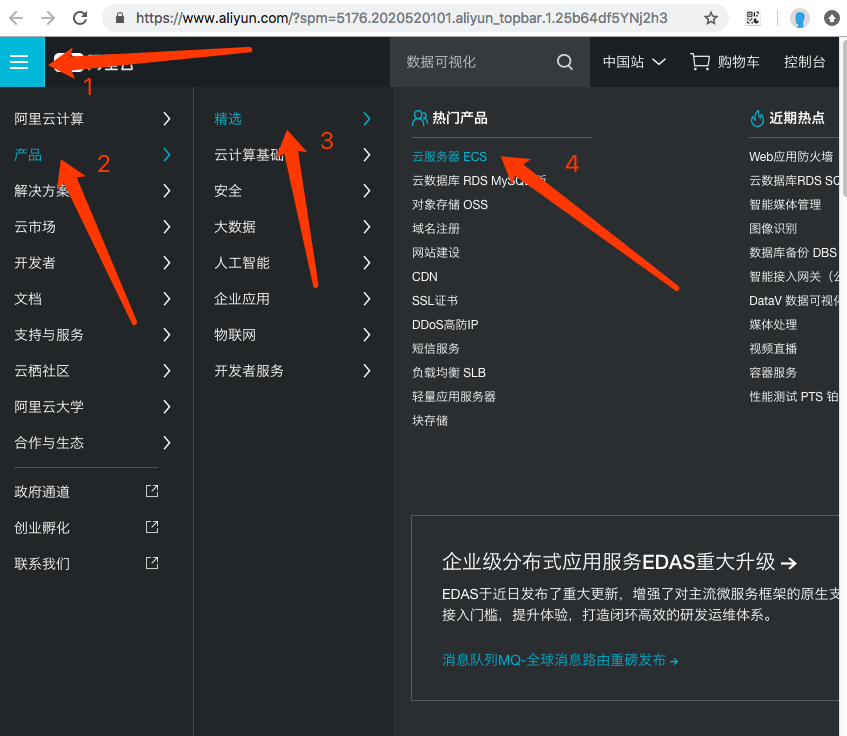 https://www.aliyun.com/?spm=5176.2020520101.aliyun_topbar.1.25b64df5YNj2h3
数据可视化
中国站
购物车
控制台
1
阿里云计算
产品
2
解决方案
云市场
开发者
文档
支持与服务
云栖社区
阿里云大学
合作与生态
政府通道
创业孵化
联系我们
精选
3
云计算基础
安全
大数据
人工智能
企业应用
物联网
开发者服务
热门产品
云服务器 ECS
4
云数据库 RDS MySQL版
对象存储 OSS
域名注册
网站建设
CDN
SSL证书
DDoS高防IP
短信服务
负载均衡 SLB
轻量应用服务器
块存储
近期热点
Web应用防火墙
云数据库RDS SQ
智能媒体管理
图像识别
数据库备份 DBS
智能接入网关（公
DataV 数据可视化
媒体处理
视频直播
容器服务
性能测试 PTS 铂
企业级分布式应用服务EDAS重大升级
EDAS于近日发布了重大更新，增强了对主流微服务框架的原生支
接入门槛，提升体验，打造闭环高效的研发运维体系。
消息队列MQ-全球消息路由重磅发布